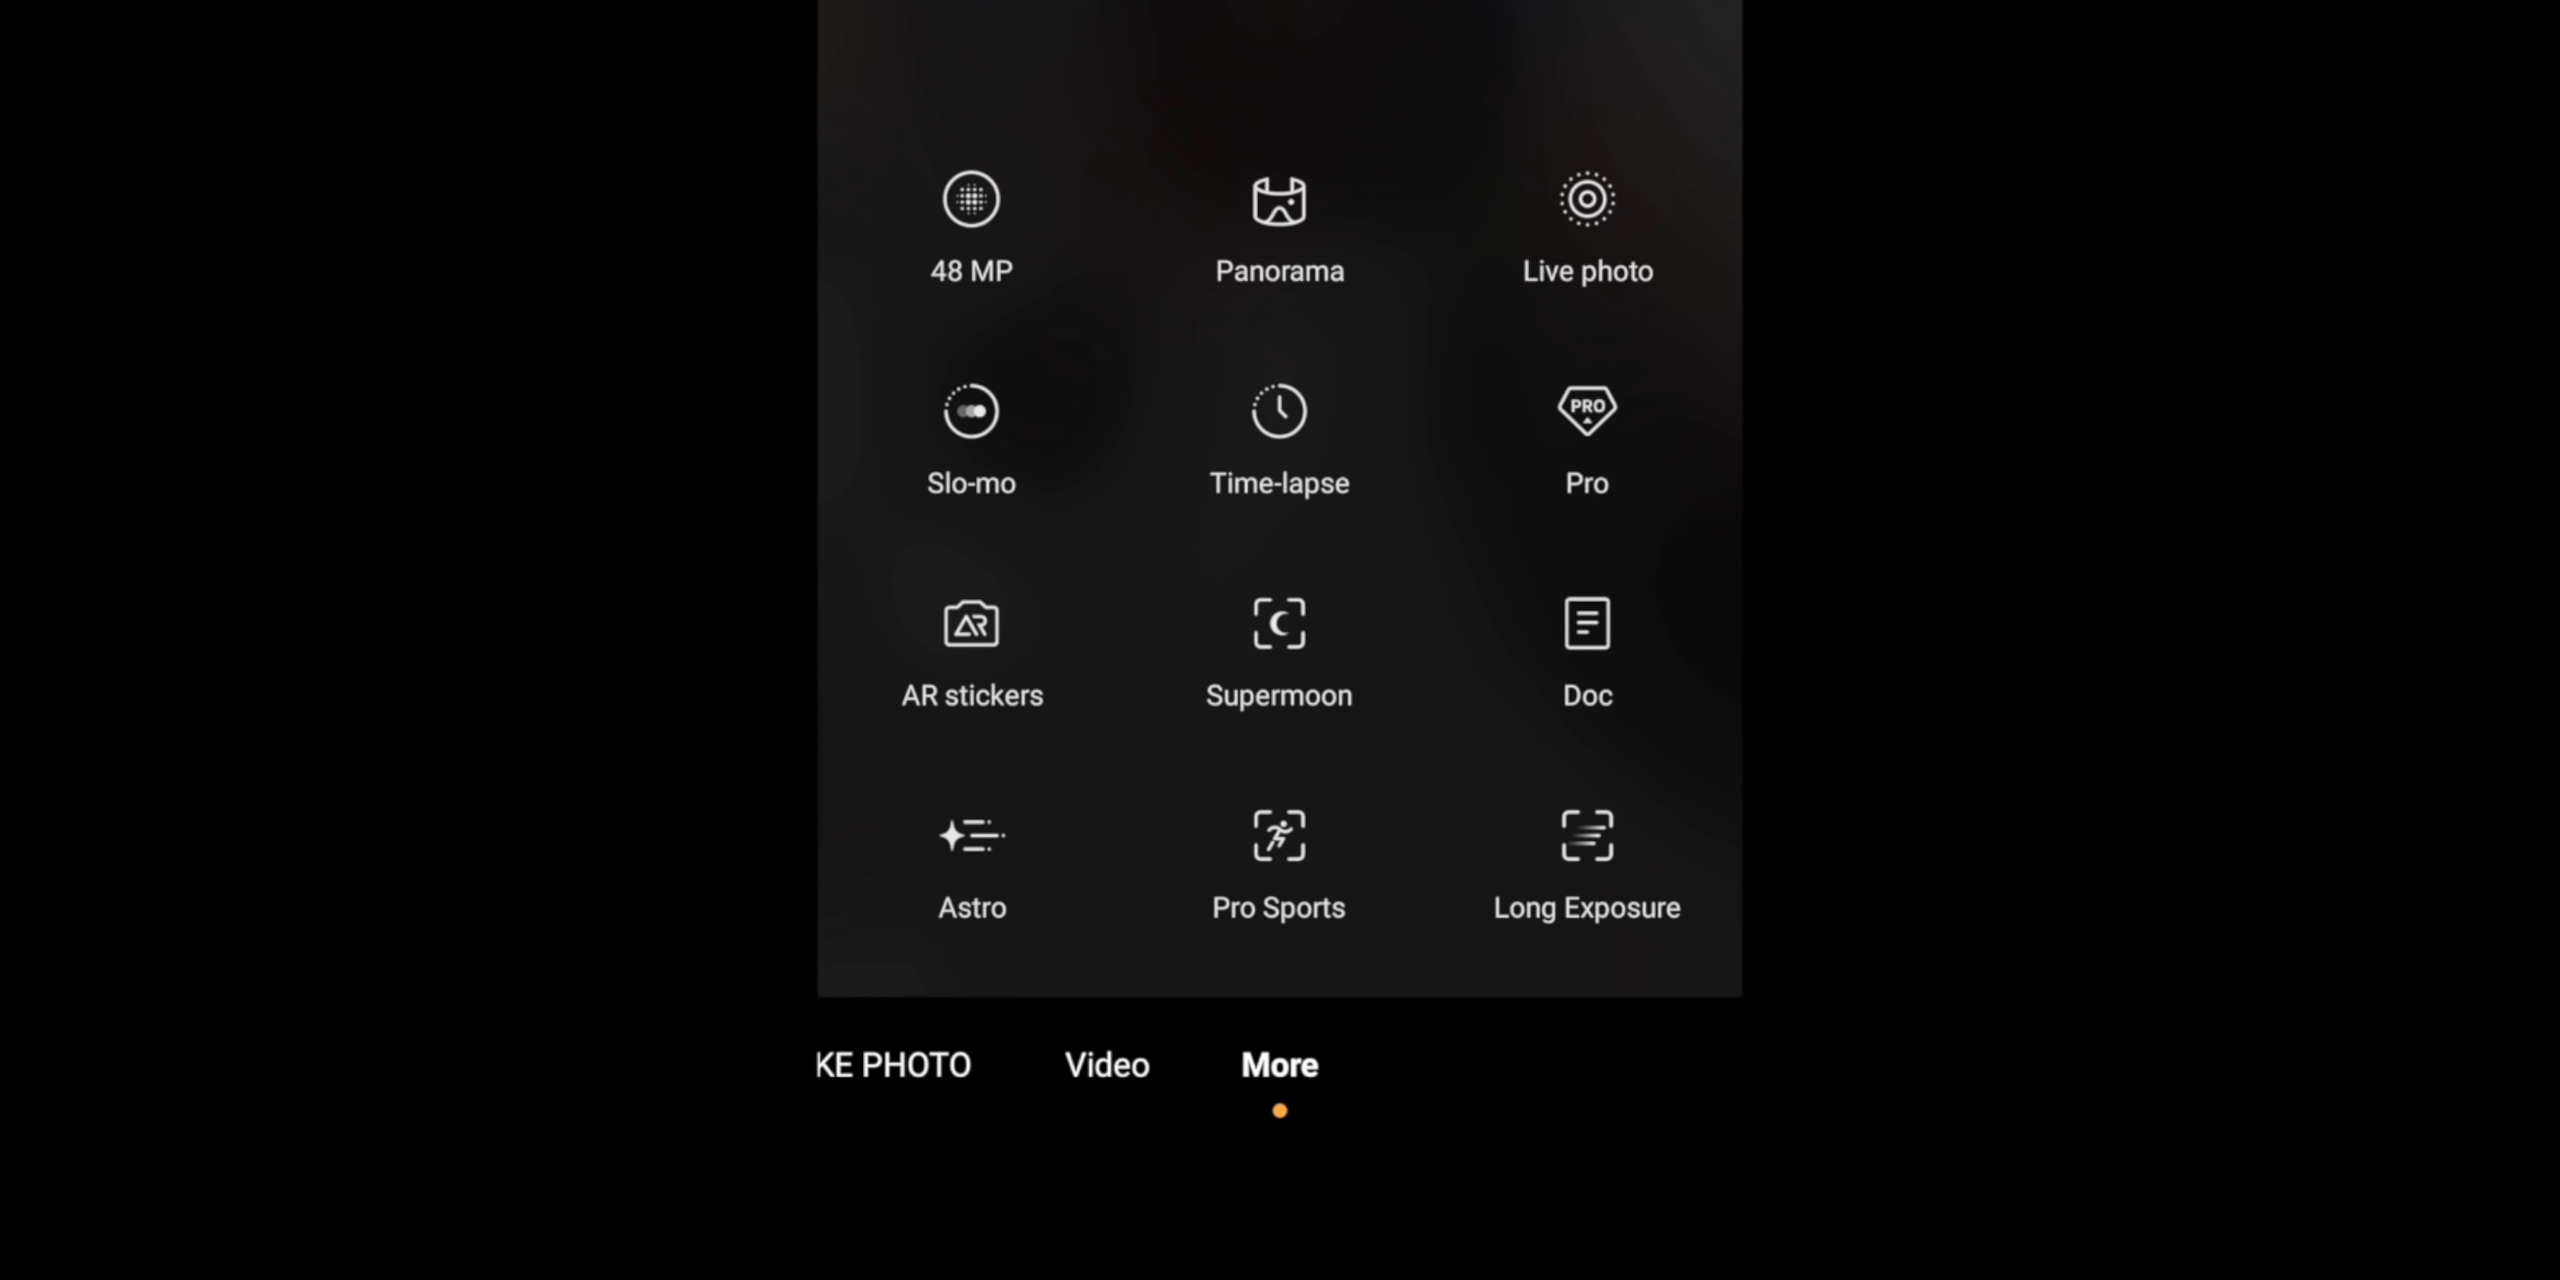 48 MP
Panorama
Live photo
Slo-mo
Time-lapse
PRO
Pro
AR
AR stickers
Supermoon
Doc
Astro
Pro Sports
Long Exposure
KE PHOTO
Video
More